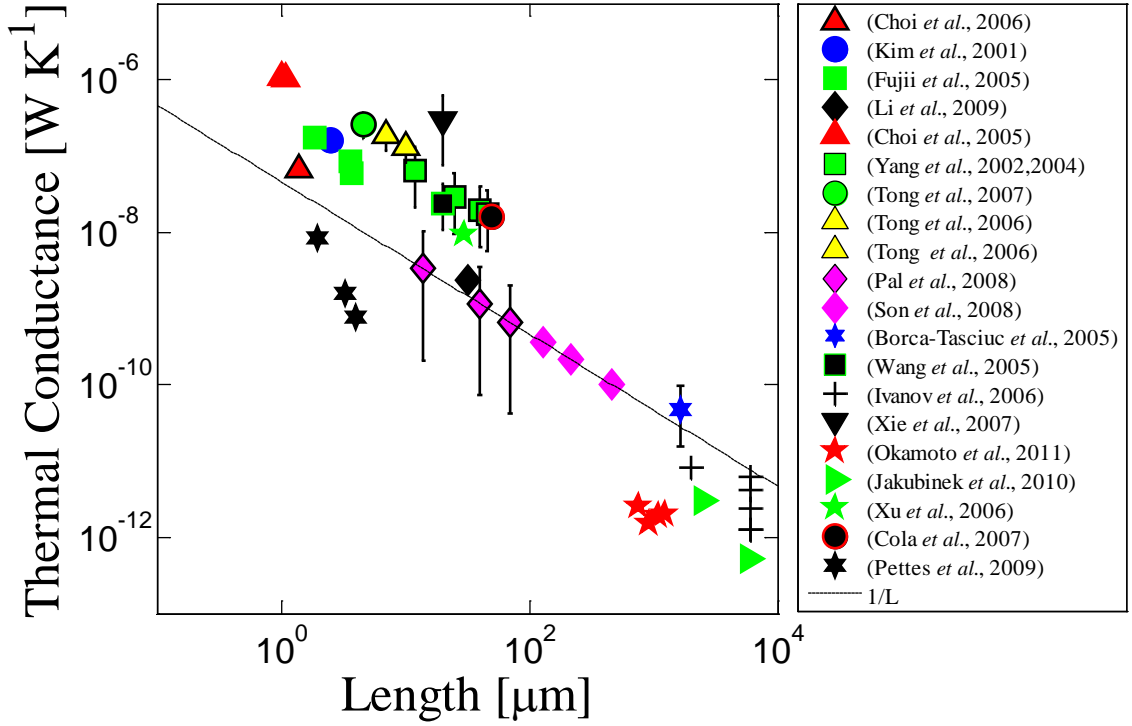 Thermal Conductance [W K⁻¹]
10⁻⁶
10⁻⁸
10⁻¹⁰
10⁻¹²
10⁰
10²
10⁴
Length [μm]
(Choi et al., 2006)
(Kim et al., 2001)
(Fujii et al., 2005)
(Li et al., 2009)
(Choi et al., 2005)
(Yang et al., 2002,2004)
(Tong et al., 2007)
(Tong et al., 2006)
(Tong et al., 2006)
(Pal et al., 2008)
(Son et al., 2008)
(Borca-Tasciuc et al., 2005)
(Wang et al., 2005)
(Ivanov et al., 2006)
(Xie et al., 2007)
(Okamoto et al., 2011)
(Jakubinek et al., 2010)
(Xu et al., 2006)
(Cola et al., 2007)
(Pettes et al., 2009)
1/L